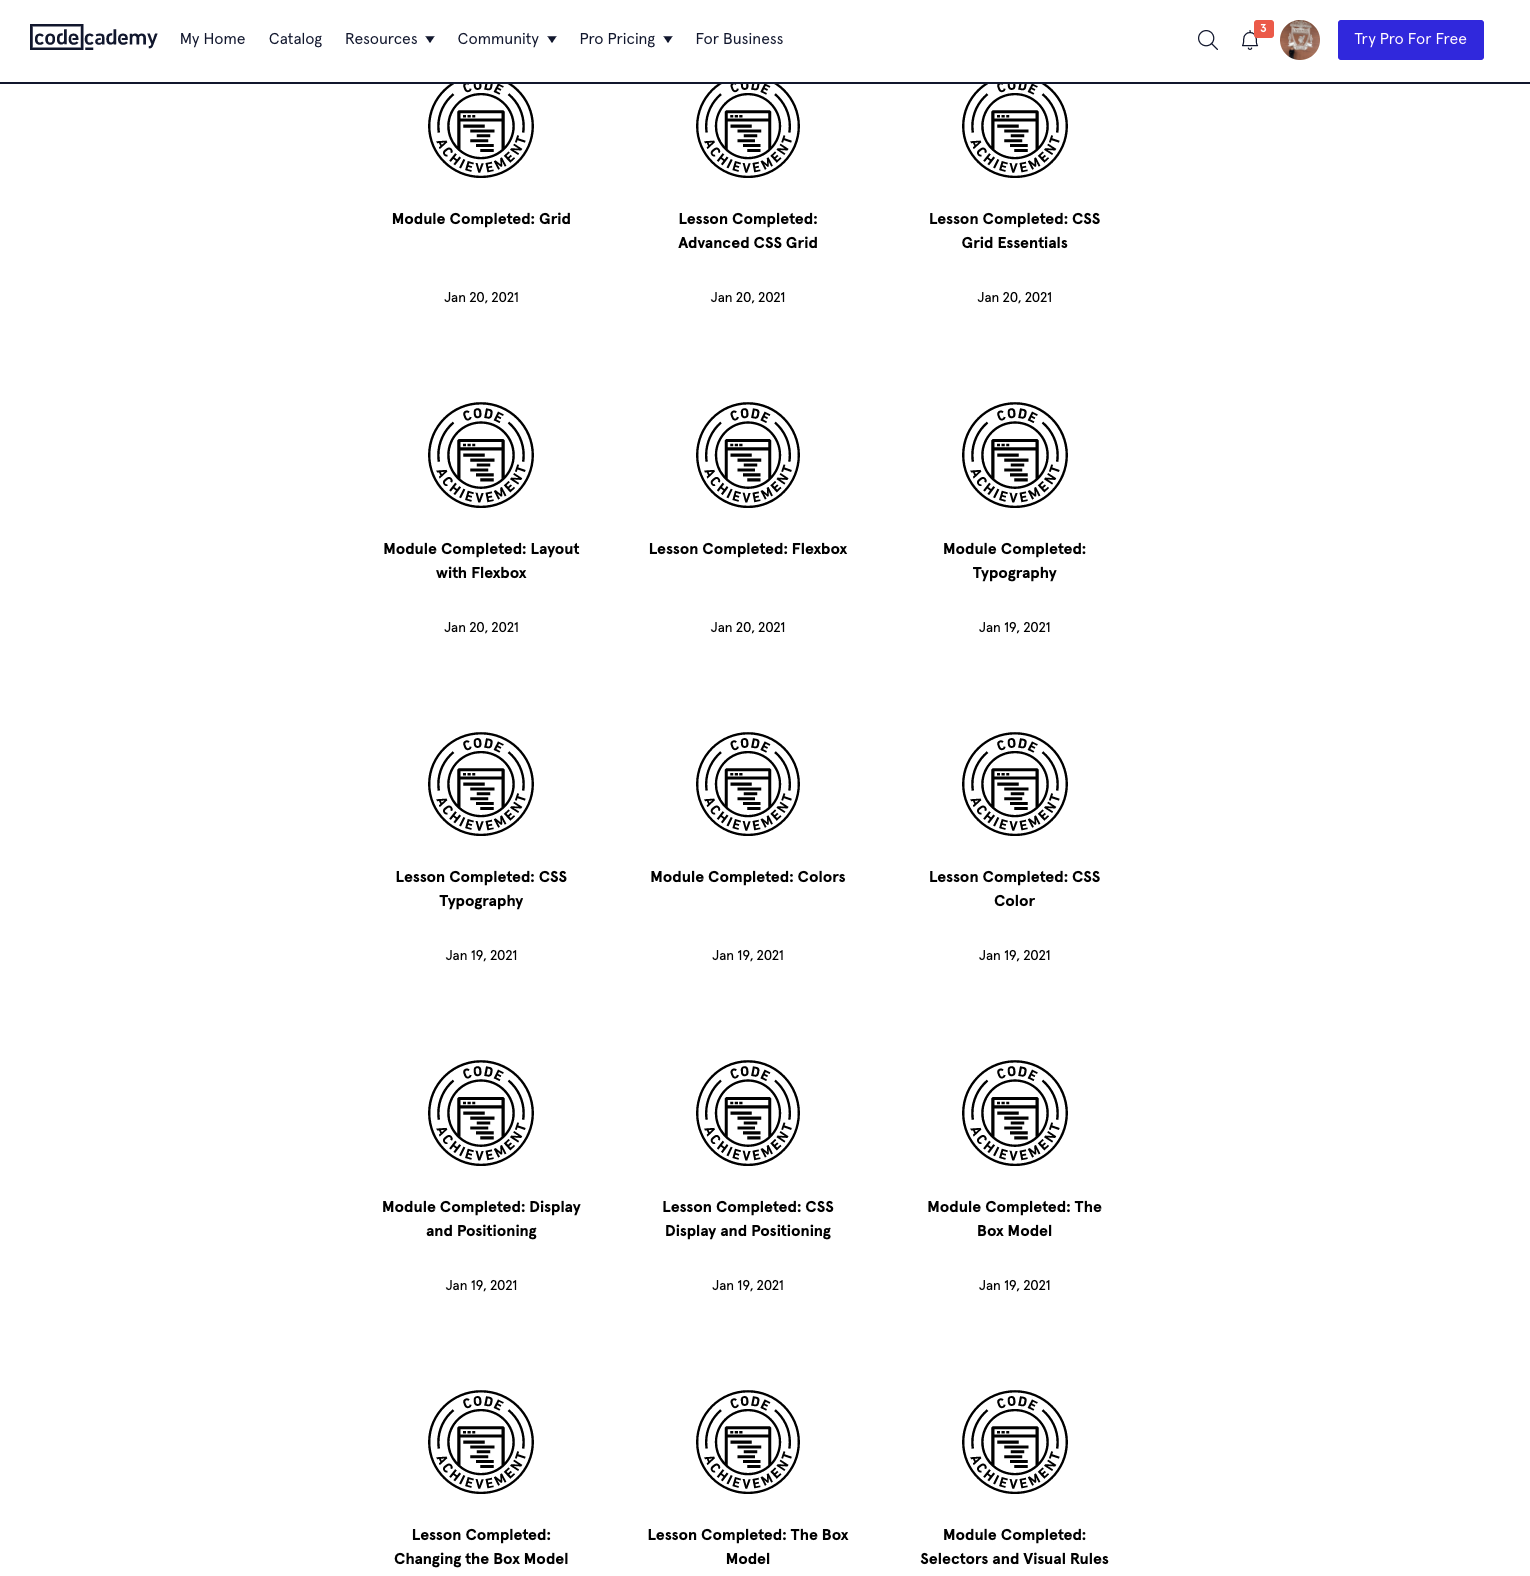 codecademy My Home Catalog Resources Community Pro Pricing For Business 3 Try Pro For Free
CODE CODE CODE
ACHIEVEMENT ACHIEVEMENT ACHIEVEMENT
Module Completed: Grid Lesson Completed: Lesson Completed: CSS
Advanced CSS Grid Grid Essentials
Jan 20, 2021 Jan 20, 2021 Jan 20, 2021
CODE CODE CODE
ACHIEVEMENT ACHIEVEMENT ACHIEVEMENT
Module Completed: Layout Lesson Completed: Flexbox Module Completed:
with Flexbox Typography
Jan 20, 2021 Jan 20, 2021 Jan 19, 2021
CODE CODE CODE
ACHIEVEMENT ACHIEVEMENT ACHIEVEMENT
Lesson Completed: CSS Module Completed: Colors Lesson Completed: CSS
Typography Color
Jan 19, 2021 Jan 19, 2021 Jan 19, 2021
CODE CODE CODE
ACHIEVEMENT ACHIEVEMENT ACHIEVEMENT
Module Completed: Display Lesson Completed: CSS Module Completed: The
and Positioning Display and Positioning Box Model
Jan 19, 2021 Jan 19, 2021 Jan 19, 2021
CODE CODE CODE
ACHIEVEMENT ACHIEVEMENT ACHIEVEMENT
Lesson Completed: Lesson Completed: The Box Module Completed:
Changing the Box Model Model Selectors and Visual Rules